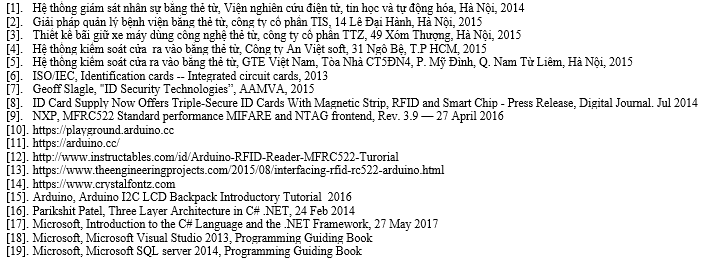 [1]. Hệ thống giám sát nhân sự bằng thẻ từ, Viện nghiên cứu điện tử, tin học và tự động hóa, Hà Nội, 2014
[2]. Giải pháp quản lý bệnh viện bằng thẻ từ, công ty cổ phần TIS, 14 Lê Đại Hành, Hà Nội, 2015
[3]. Thiết kế bãi giữ xe máy dùng công nghệ thẻ từ, công ty cổ phần TTZ, 49 Xóm Thượng, Hà Nội, 2015
[4]. Hệ thống kiểm soát cửa ra vào bằng thẻ từ, Công ty An Việt soft, 31 Ngô Bệ, T.P HCM, 2015
[5]. Hệ thống kiểm soát cửa ra vào bằng thẻ từ, GTE Việt Nam, Tòa Nhà CT5ĐN4, P. Mỹ Đình, Q. Nam Từ Liêm, Hà Nội, 2015
[6]. ISO/IEC, Identification cards -- Integrated circuit cards, 2013
[7]. Geoff Slagle, "ID Security Technologies”, AAMVA, 2015
[8]. ID Card Supply Now Offers Triple-Secure ID Cards With Magnetic Strip, RFID and Smart Chip - Press Release, Digital Journal. Jul 2014
[9]. NXP, MFRC522 Standard performance MIFARE and NTAG frontend, Rev. 3.9 — 27 April 2016
[10]. https://playground.arduino.cc
[11]. https://arduino.cc/
[12]. http://www.instructables.com/id/Arduino-RFID-Reader-MFRC522-Turorial
[13]. https://www.theengineeringprojects.com/2015/08/interfacing-rfid-rc522-arduino.html
[14]. https://www.crystalfontz.com
[15]. Arduino, Arduino I2C LCD Backpack Introductory Tutorial 2016
[16]. Parikshit Patel, Three Layer Architecture in C# .NET, 24 Feb 2014
[17]. Microsoft, Introduction to the C# Language and the .NET Framework, 27 May 2017
[18]. Microsoft, Microsoft Visual Studio 2013, Programming Guiding Book
[19]. Microsoft, Microsoft SQL server 2014, Programming Guiding Book